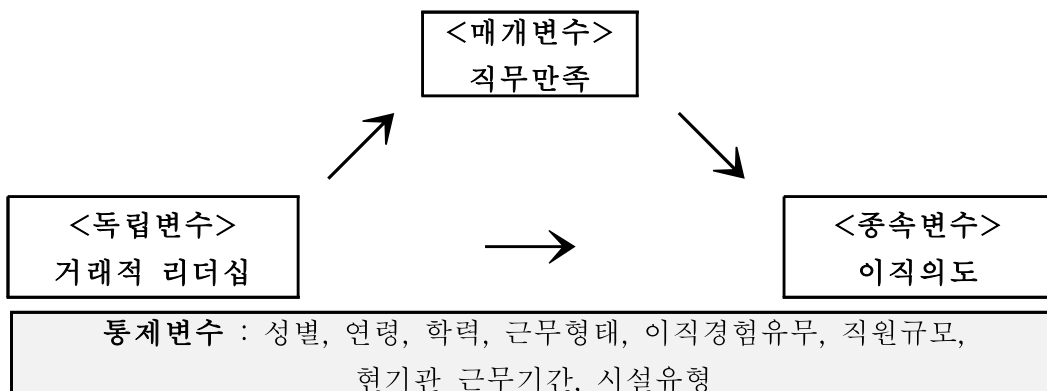 <매개변수>
직무만족
<독립변수>
거래적 리더십
<종속변수>
이직의도
통제변수 : 성별, 연령, 학력, 근무형태, 이직경험유무, 직원규모,
현기관 근무기간, 시설유형